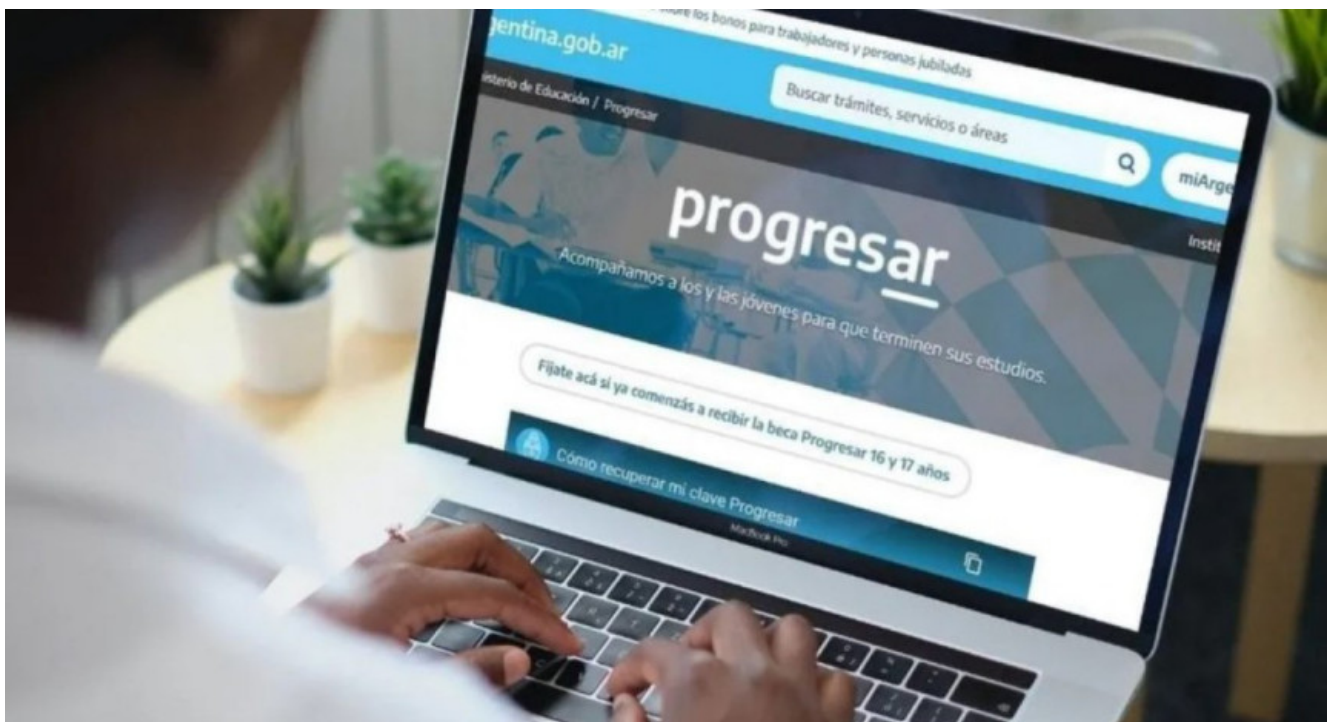 sobre los bonos para trabajadores y personas jubiladas
gentina.gob.ar
Buscar trámites, servicios o áreas
miArge
nisterio de Educación / Progresar
Instit
progresar
Acompañamos a los y las jóvenes para que terminen sus estudios.
Fijate acá si ya comenzás a recibir la beca Progresar 16 y 17 años
Cómo recuperar mi clave Progresar
MacBook Pro